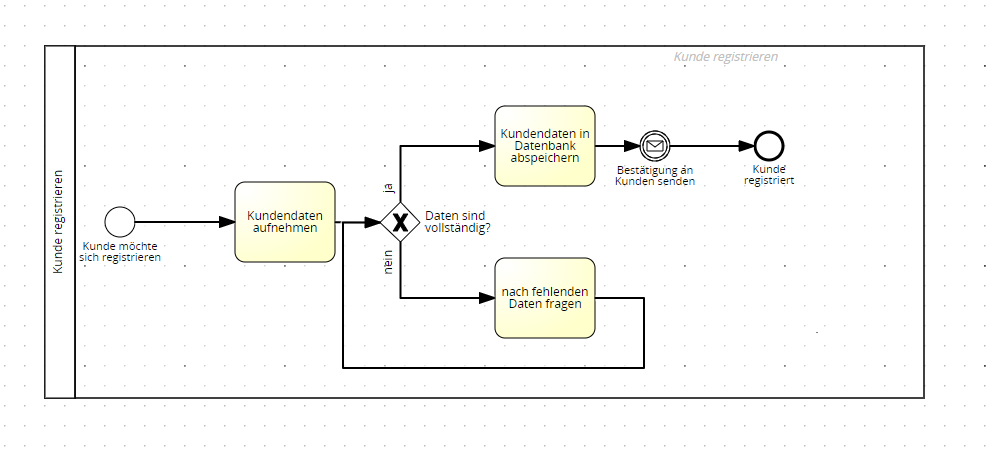 Kunde registrieren
Kunde registrieren
Kunde möchte
sich registrieren
Kundendaten
aufnehmen
ja
nein
Daten sind
vollständig?
Kundendaten in
Datenbank
abspeichern
Bestätigung an
Kunden senden
Kunde
registriert
nach fehlenden
Daten fragen